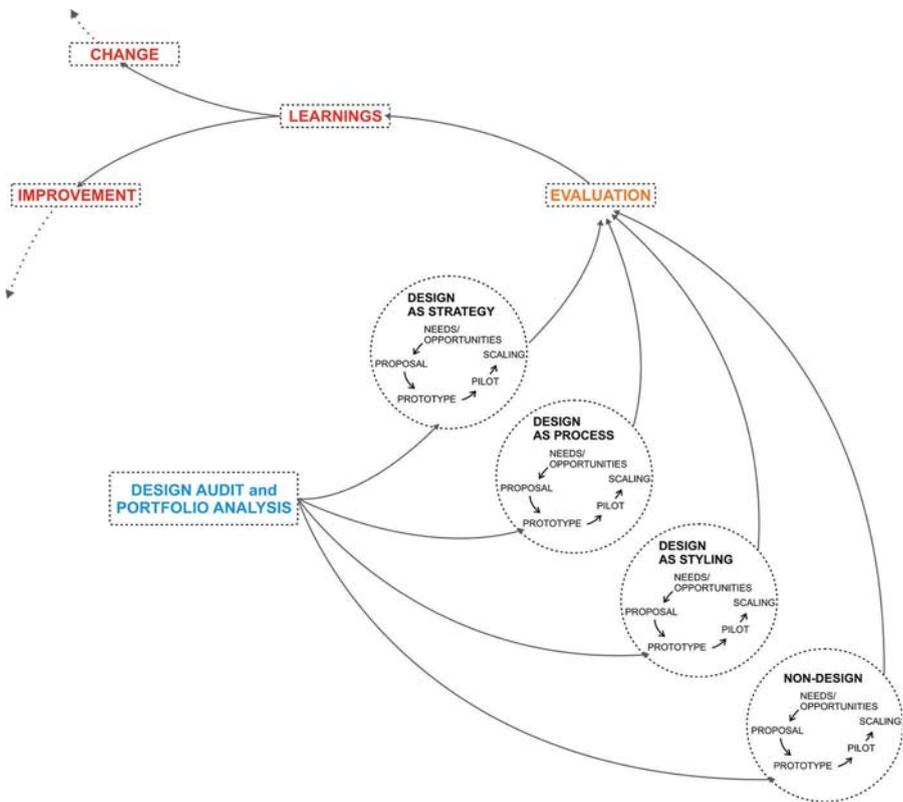 CHANGE
LEARNINGS
IMPROVEMENT
EVALUATION
DESIGN
AS STRATEGY
NEEDS/
OPPORTUNITIES
SCALING
PROPOSAL
PILOT
PROTOTYPE
DESIGN
AS PROCESS
NEEDS/
OPPORTUNITIES
SCALING
PROPOSAL
PILOT
PROTOTYPE
DESIGN AUDIT and
PORTFOLIO ANALYSIS
DESIGN
AS STYLING
NEEDS/
OPPORTUNITIES
SCALING
PROPOSAL
PILOT
PROTOTYPE
NON-DESIGN
NEEDS/
OPPORTUNITIES
SCALING
PROPOSAL
PILOT
PROTOTYPE